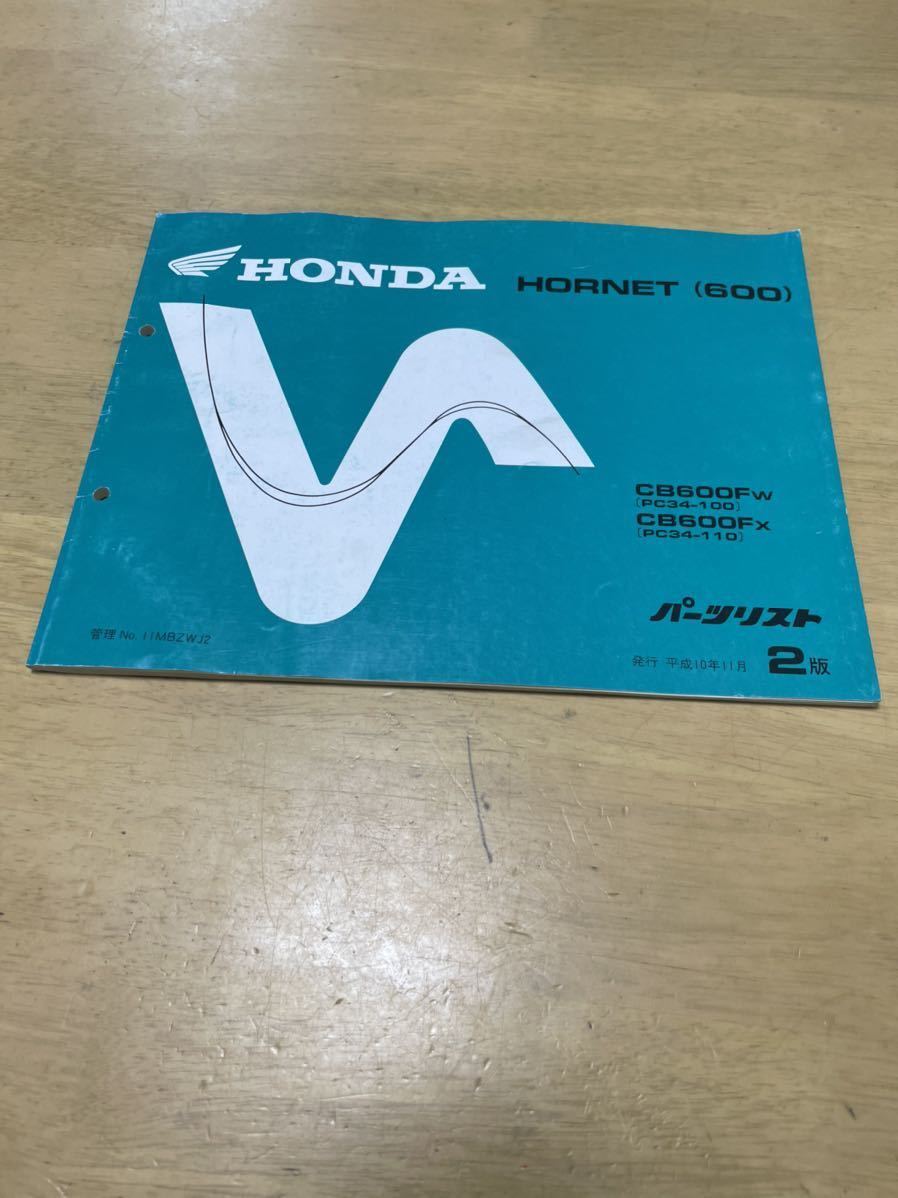 HONDA
HORNET (600)
CB600FW
[PC34-100]
CB600FX
[PC34-110]
パーツリスト
管理 No. 11MBZWJ2
発行 平成10年11月 2版